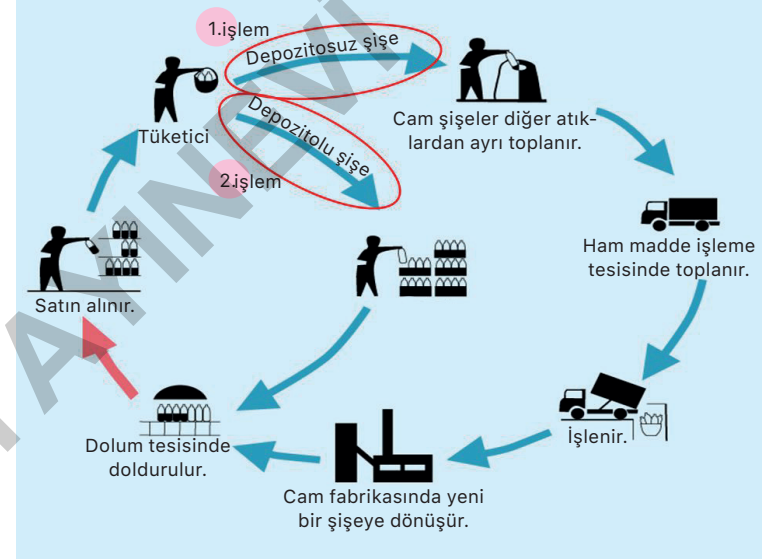 1.işlem
Depozitosuz şişe
Tüketici
Depozitolu şişe
2.işlem
Cam şişeler diğer atık-
lardan ayrı toplanır.
Ham madde işleme
tesisinde toplanır.
İşlenir.
Cam fabrikasında yeni
bir şişeye dönüşür.
Dolum tesisinde
doldurulur.
Satın alınır.
YAYINEVİ